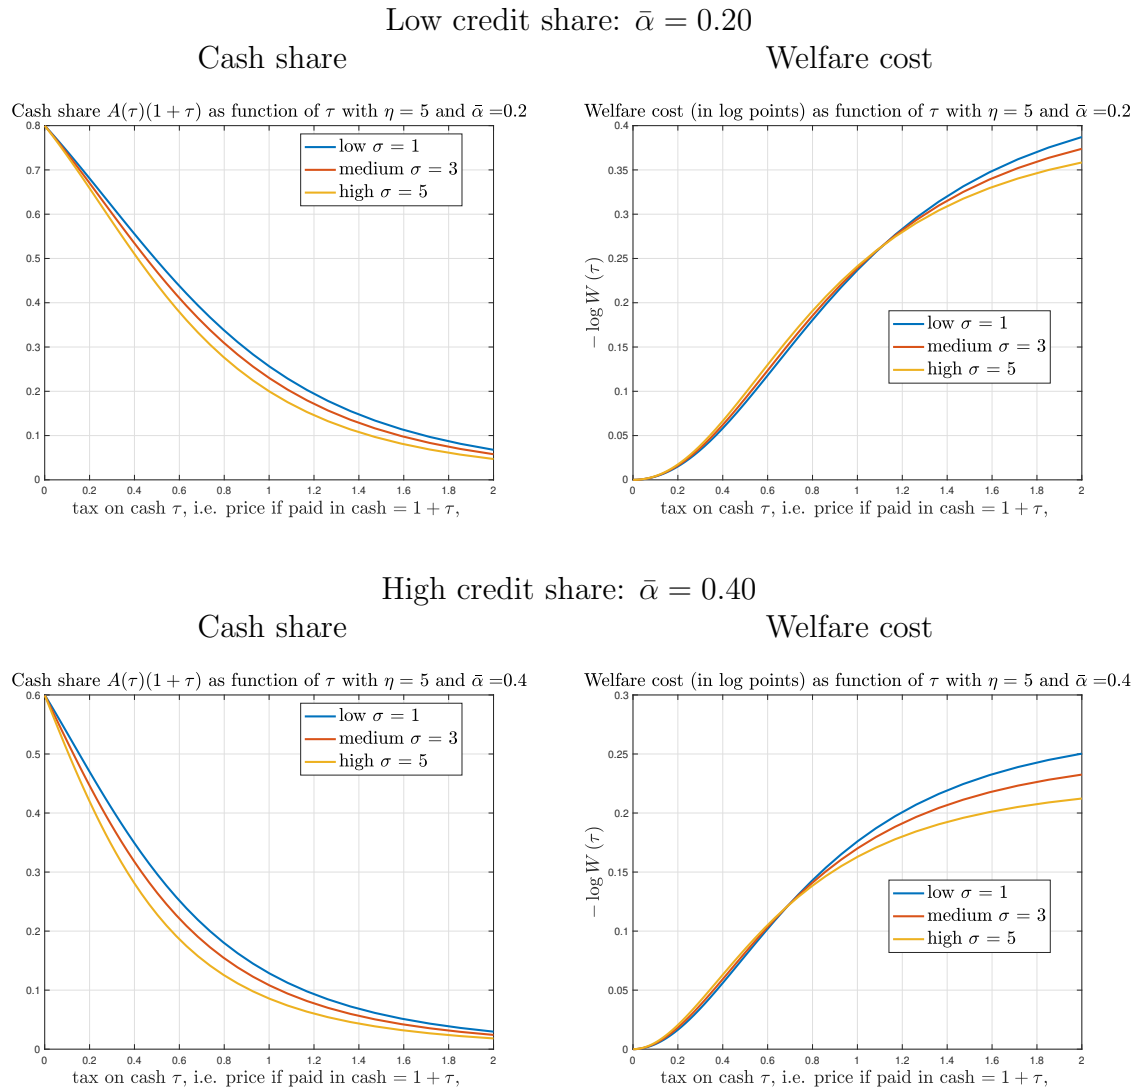 Low credit share: ᾱ = 0.20
Cash share
Welfare cost
Cash share A(τ)(1 + τ) as function of τ with η = 5 and ᾱ =0.2
0.8
0.7
0.6
0.5
0.4
0.3
0.2
0.1
0
low σ = 1
medium σ = 3
high σ = 5
0 0.2 0.4 0.6 0.8 1 1.2 1.4 1.6 1.8 2
tax on cash τ, i.e. price if paid in cash = 1 + τ,
Welfare cost (in log points) as function of τ with η = 5 and ᾱ =0.2
0.4
0.35
0.3
0.25
0.2
0.15
0.1
0.05
0
− log W (τ)
low σ = 1
medium σ = 3
high σ = 5
0 0.2 0.4 0.6 0.8 1 1.2 1.4 1.6 1.8 2
tax on cash τ, i.e. price if paid in cash = 1 + τ,
High credit share: ᾱ = 0.40
Cash share
Welfare cost
Cash share A(τ)(1 + τ) as function of τ with η = 5 and ᾱ =0.4
0.6
0.5
0.4
0.3
0.2
0.1
0
low σ = 1
medium σ = 3
high σ = 5
0 0.2 0.4 0.6 0.8 1 1.2 1.4 1.6 1.8 2
tax on cash τ, i.e. price if paid in cash = 1 + τ,
Welfare cost (in log points) as function of τ with η = 5 and ᾱ =0.4
0.3
0.25
0.2
0.15
0.1
0.05
0
− log W (τ)
low σ = 1
medium σ = 3
high σ = 5
0 0.2 0.4 0.6 0.8 1 1.2 1.4 1.6 1.8 2
tax on cash τ, i.e. price if paid in cash = 1 + τ,